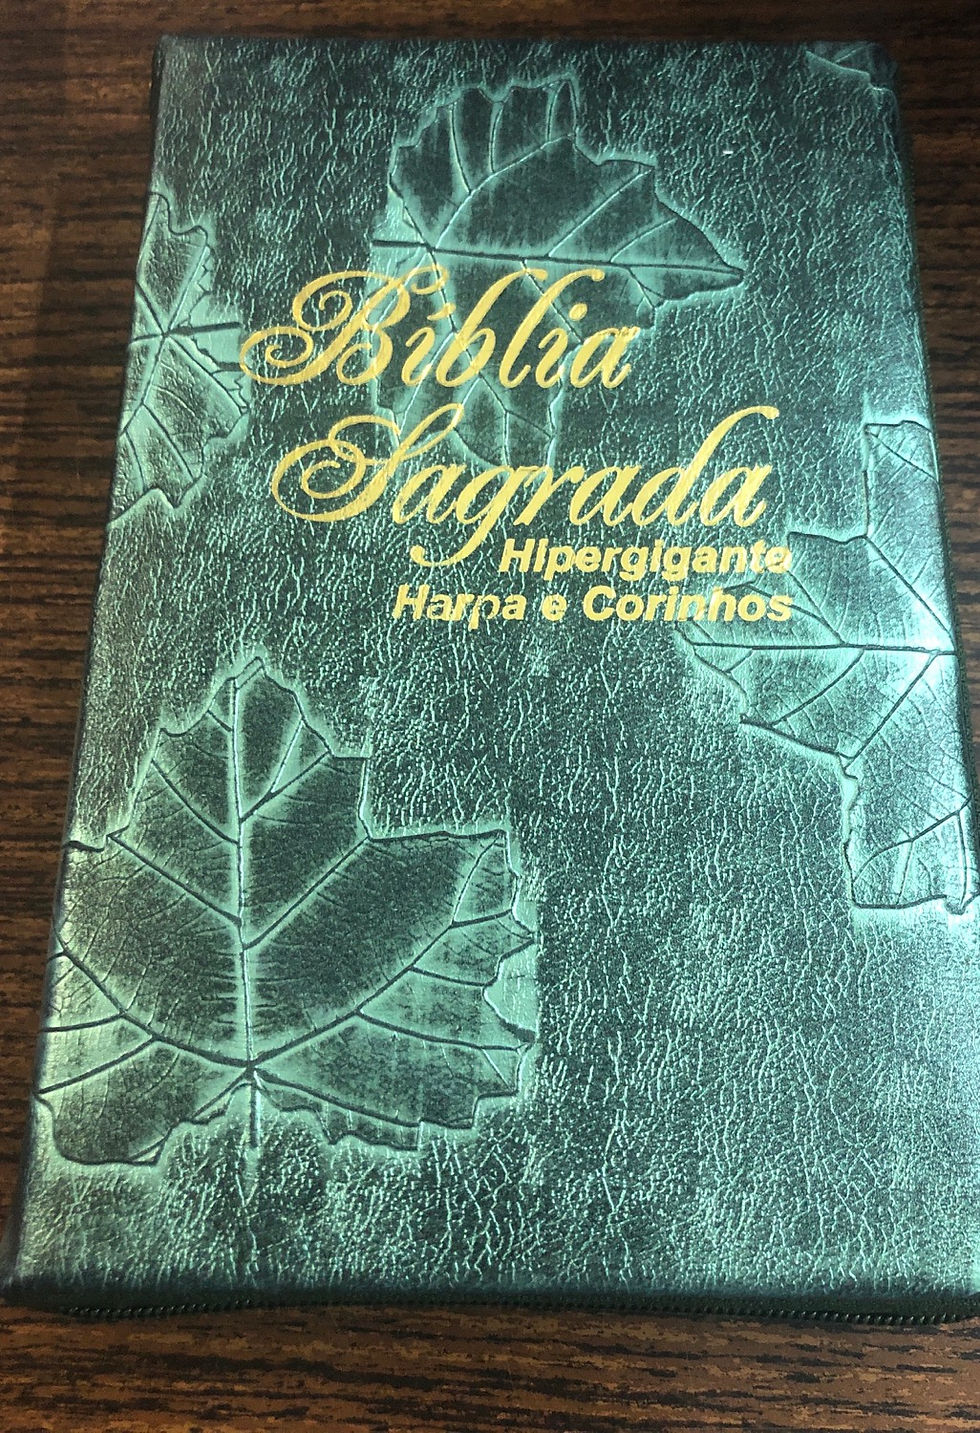 Bíblia
Sagrada
Hipergigante
Harpa e Corinhos